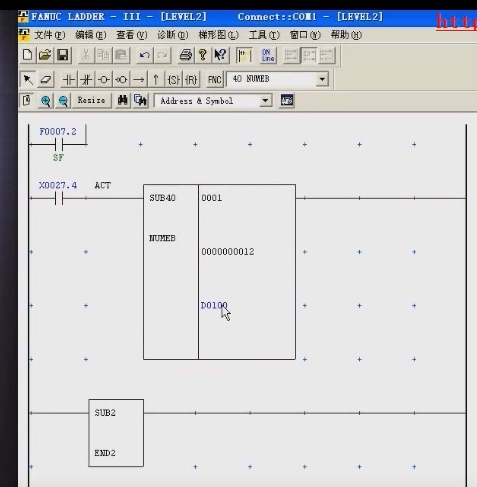 FANUC LADDER - III - [LEVEL2] Connect::COM1 - [LEVEL2]
http
文件(F) 编辑(E) 查看(V) 诊断(D) 梯形图(L) 工具(T) 窗口(W) 帮助(H)
ON Line
(S) (R) FNC 40 NUMEB
Resize Address & Symbol
F0007.2
SF
X0027.4 ACT
SUB40 0001
NUMEB
0000000012
D0100
SUB2
END2